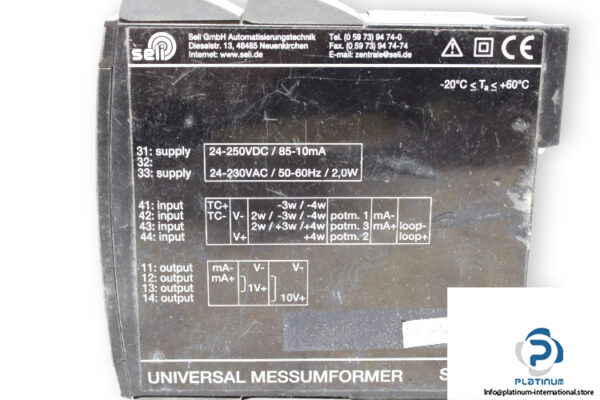 sell
Sell GmbH Automatisierungstechnik Tel. (0 59 73) 94 74-0
Dieselstr. 13, 48485 Neuenkirchen Fax. (0 59 73) 94 74-74
Internet: www.seli.de E-mail: zentrale@seli.de
CE
-20°C ≤ Ta ≤ +60°C
31: supply 24-250VDC / 85-10mA
32:
33: supply 24-230VAC / 50-60Hz / 2,0W
41: input TC+ -3w / -4w
42: input TC- V- 2w / -3w / -4w potm. 1 mA-
43: input 2w / +3w / +4w potm. 3 mA+ loop-
44: input V+ +4w potm. 2 loop+
11: output mA- V- V-
12: output mA+
13: output 1V+
14: output 10V+
UNIVERSAL MESSUMFORMER S
PLATINUM
Info@platinum-international.store